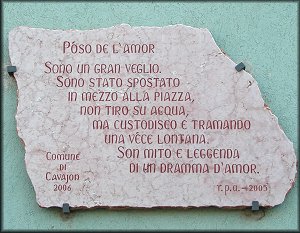 Pòso de l'amor
Sono un gran veglio.
Sono stato spostato
in mezzo alla piazza,
non tiro su acqua,
ma custodisco e tramando
una vèce lontana.
Son mito e leggenda
di un dramma d'amor.
Comune
di
Cavajon
2006
T.P.G. - 2005